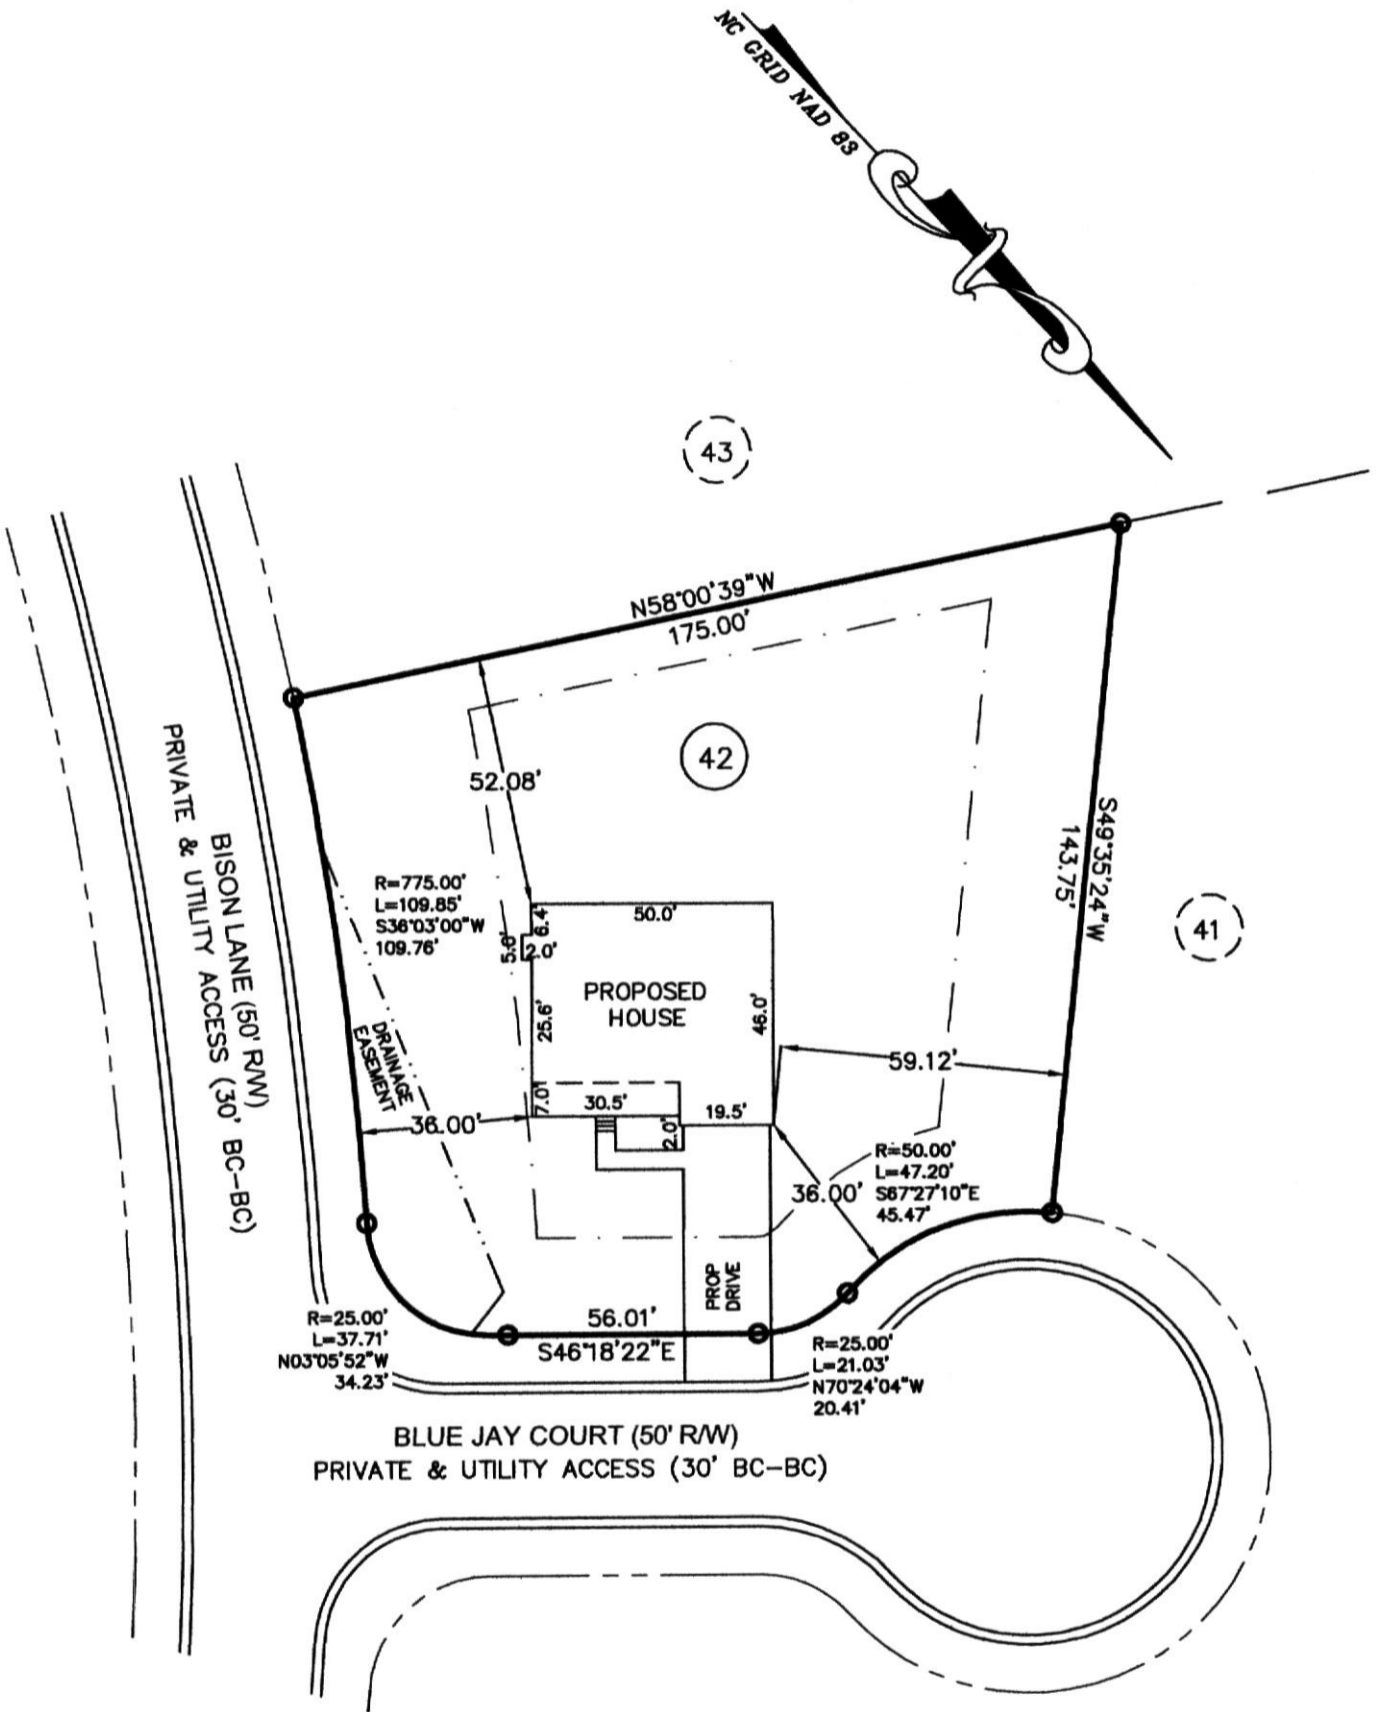 NC GRID NAD 83
43
N58°00'39"W
175.00'
42
52.08'
S49°35'24"W
143.75'
41
R=775.00'
L=109.85'
S36°03'00"W
109.76'
6.4'
50.0'
5.0'
2.0'
PROPOSED
HOUSE
25.6'
46.0'
59.12'
BISON LANE (50' R/W)
PRIVATE & UTILITY ACCESS (30' BC-BC)
DRAINAGE
EASEMENT
36.00'
7.0'
30.5'
19.5'
2.0'
36.00'
R=50.00'
L=47.20'
S67°27'10"E
45.47'
PROP
DRIVE
R=25.00'
L=37.71'
N03°05'52"W
34.23'
56.01'
S46°18'22"E
R=25.00'
L=21.03'
N70°24'04"W
20.41'
BLUE JAY COURT (50' R/W)
PRIVATE & UTILITY ACCESS (30' BC-BC)